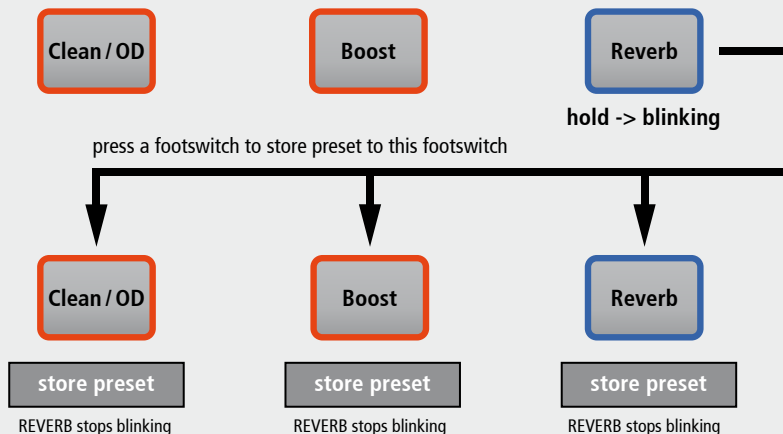 Clean / OD
Boost
Reverb
hold -> blinking
press a footswitch to store preset to this footswitch
Clean / OD
Boost
Reverb
store preset
store preset
store preset
REVERB stops blinking
REVERB stops blinking
REVERB stops blinking